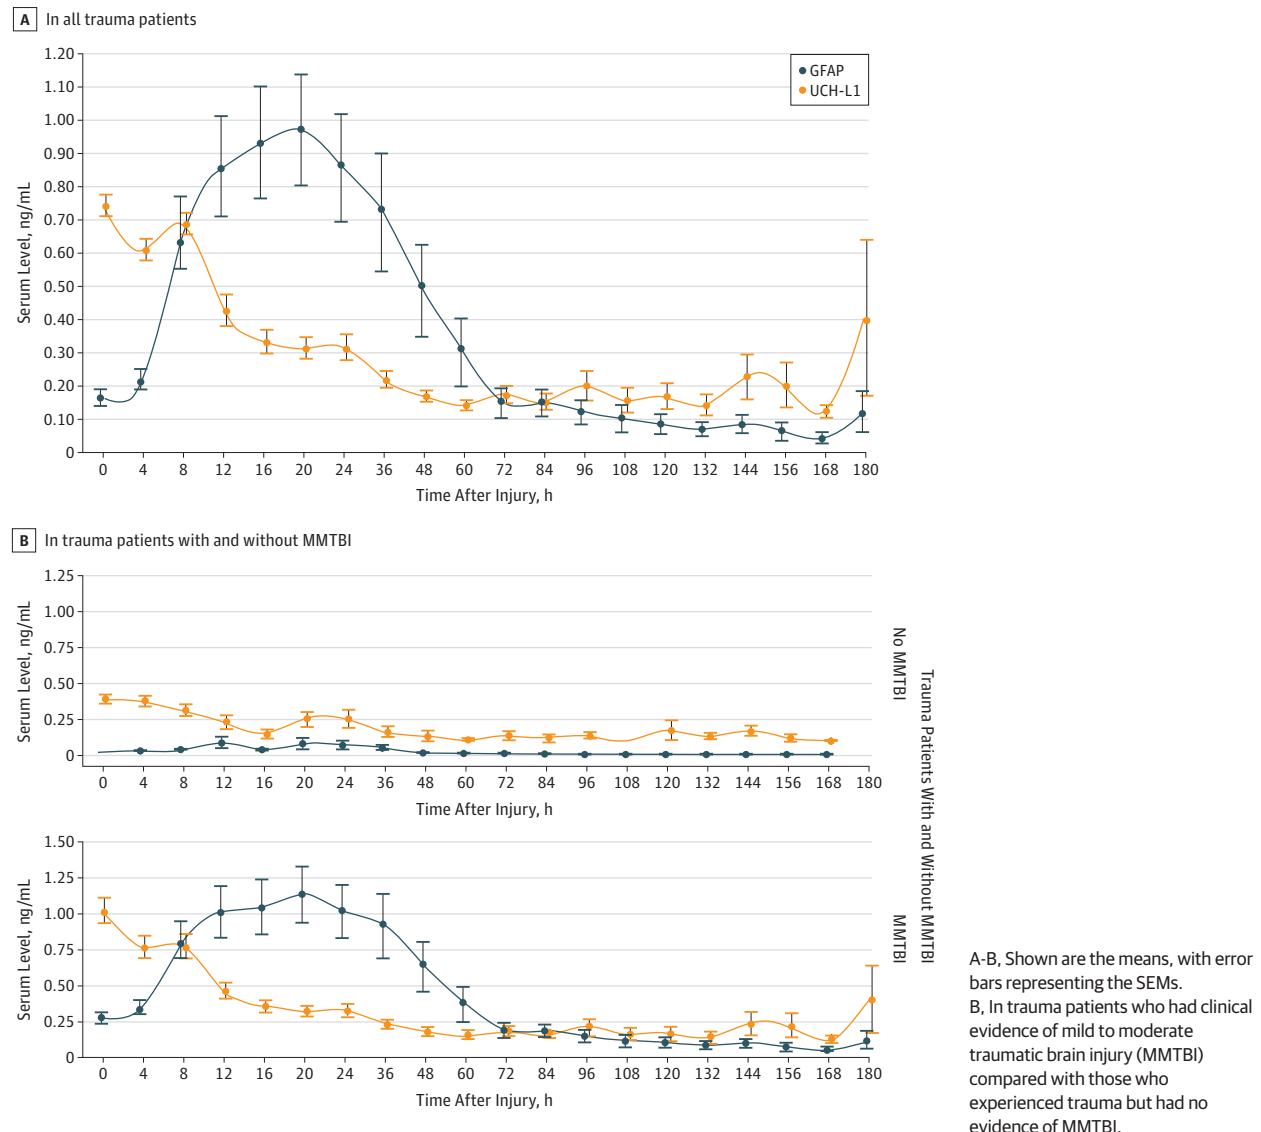 A In all trauma patients
1.20
1.10
1.00
0.90
0.80
0.70
0.60
0.50
0.40
0.30
0.20
0.10
0
Serum Level, ng/mL
GFAP
UCH-L1
0 4 8 12 16 20 24 36 48 60 72 84 96 108 120 132 144 156 168 180
Time After Injury, h
B In trauma patients with and without MMTBI
1.25
1.00
0.75
0.50
0.25
0
Serum Level, ng/mL
0 4 8 12 16 20 24 36 48 60 72 84 96 108 120 132 144 156 168 180
Time After Injury, h
No MMTBI
1.50
1.25
1.00
0.75
0.50
0.25
0
Serum Level, ng/mL
0 4 8 12 16 20 24 36 48 60 72 84 96 108 120 132 144 156 168 180
Time After Injury, h
MMTBI
Trauma Patients With and Without MMTBI
A-B, Shown are the means, with error
bars representing the SEMs.
B, In trauma patients who had clinical
evidence of mild to moderate
traumatic brain injury (MMTBI)
compared with those who
experienced trauma but had no
evidence of MMTBI.